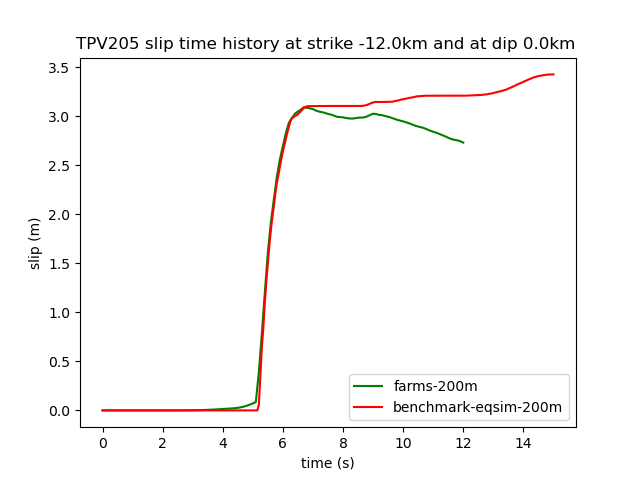 TPV205 slip time history at strike -12.0km and at dip 0.0km
3.5
3.0
2.5
2.0
1.5
1.0
0.5
0.0
slip (m)
farms-200m
benchmark-eqsim-200m
0 2 4 6 8 10 12 14
time (s)